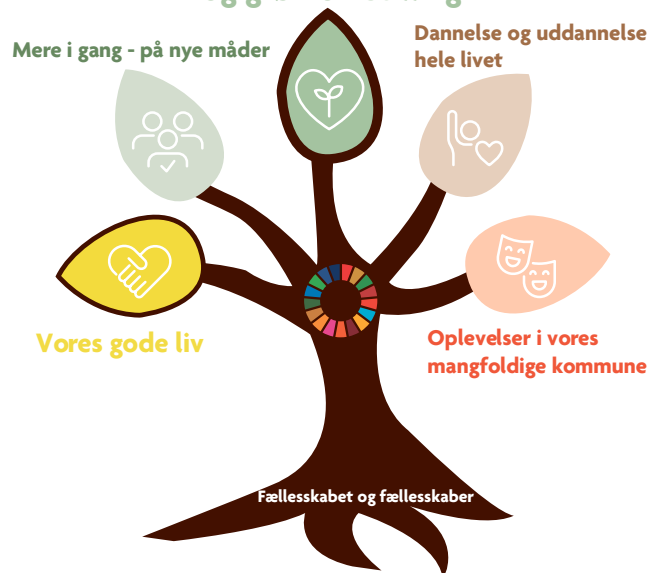 Mere i gang - på nye måder
Dannelse og uddannelse
hele livet
Vores gode liv
Oplevelser i vores
mangfoldige kommune
Fællesskabet og fællesskaber